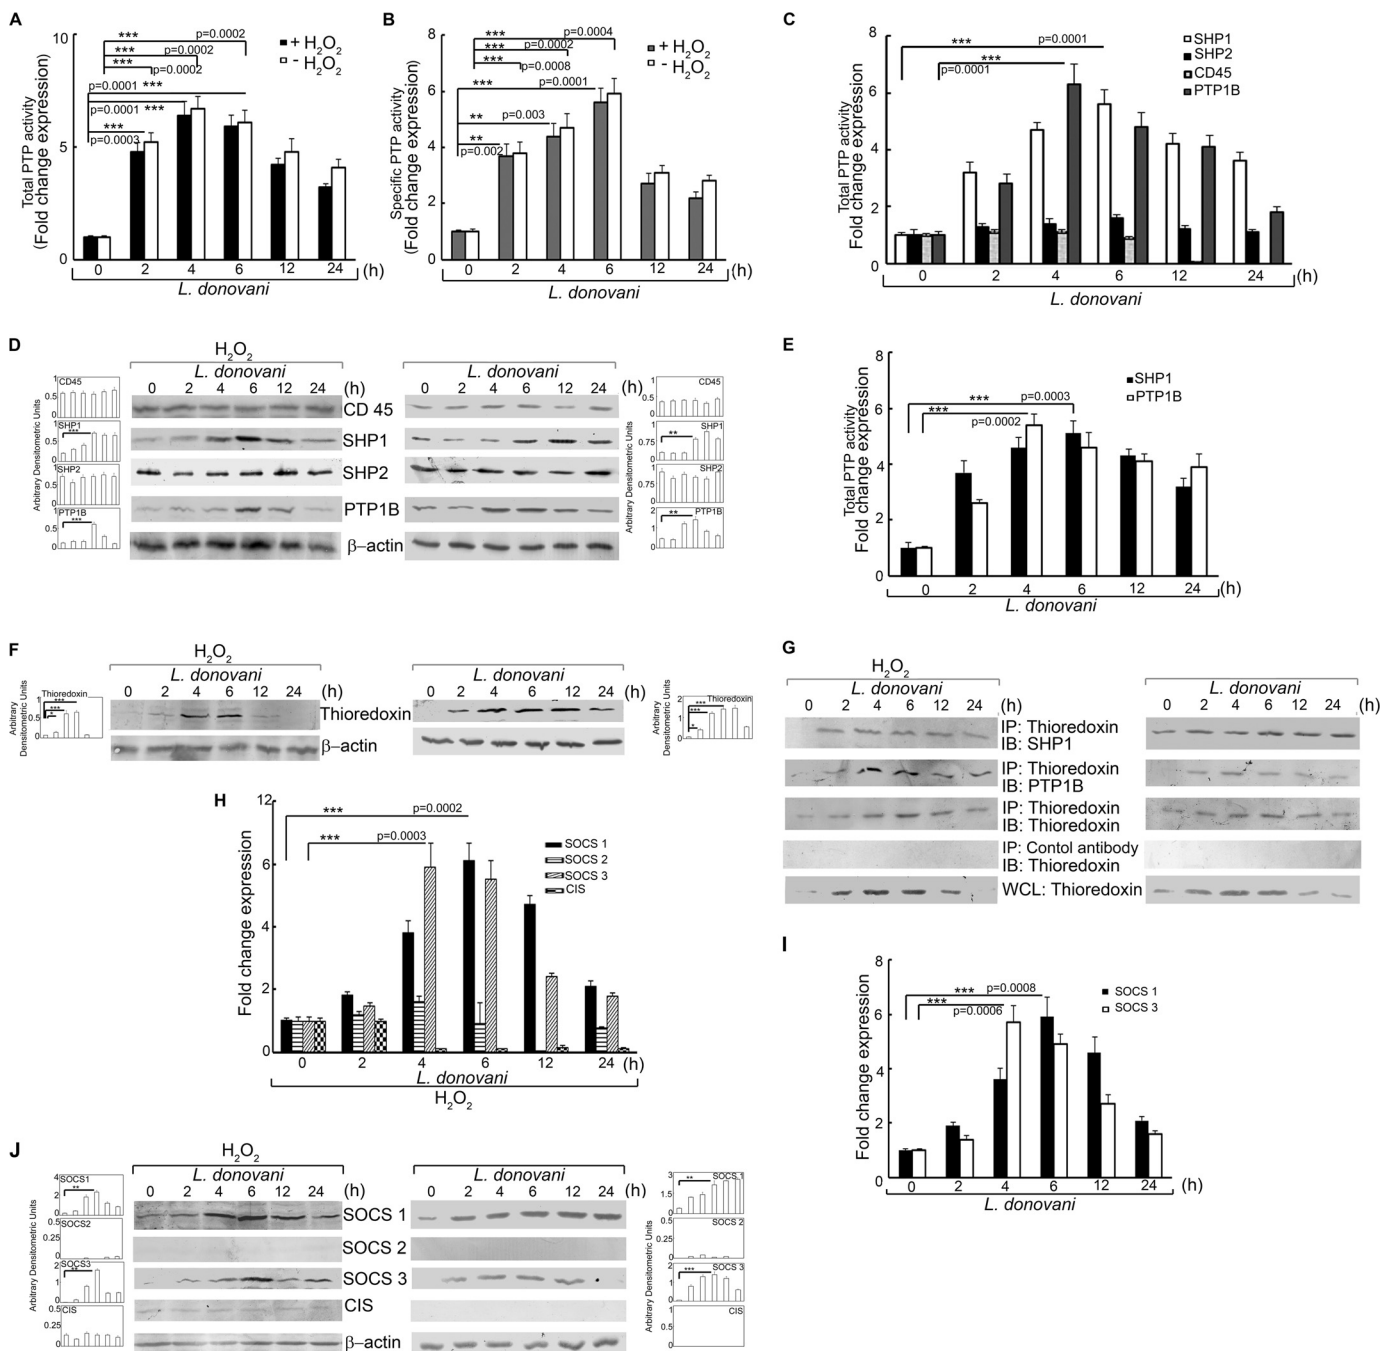 A
Total PTP activity
(Fold change expression)
10
5
0
*** p=0.0002
***
p=0.0002
***
p=0.0002
p=0.0001 ***
p=0.0001 ***
***
p=0.0003
+ H2O2
- H2O2
0 2 4 6 12 24 (h)
L. donovani
B
Specific PTP activity
(Fold change expression)
8
6
4
2
0
*** p=0.0004
***
p=0.0002
***
p=0.0008
*** p=0.0001
** p=0.003
**
p=0.002
+ H2O2
- H2O2
0 2 4 6 12 24 (h)
L. donovani
C
Total PTP activity
Fold change expression)
8
6
4
2
0
*** p=0.0001
***
p=0.0001
SHP1
SHP2
CD45
PTP1B
0 2 4 6 12 24 (h)
L. donovani
D
H2O2
L. donovani
L. donovani
0 2 4 6 12 24 (h)
0 2 4 6 12 24 (h)
Arbitrary Densitometric Units
CD45
SHP1
***
SHP2
PTP1B
***
CD 45
SHP1
SHP2
PTP1B
β–actin
Arbitrary Densitometric Units
CD45
SHP1
**
SHP2
PTP1B
**
E
Total PTP activity
Fold change expression)
8
6
4
2
0
*** p=0.0003
***
p=0.0002
SHP1
PTP1B
0 2 4 6 12 24 (h)
L. donovani
F
H2O2
L. donovani
L. donovani
0 2 4 6 12 24 (h)
0 2 4 6 12 24 (h)
Arbitrary
Densitometric Units
Thioredoxin
***
***
*
Thioredoxin
β–actin
Arbitrary
Densitometric Units
Thioredoxin
***
***
*
G
H2O2
L. donovani
L. donovani
0 2 4 6 12 24 (h)
0 2 4 6 12 24 (h)
IP: Thioredoxin
IB: SHP1
IP: Thioredoxin
IB: PTP1B
IP: Thioredoxin
IB: Thioredoxin
IP: Contol antibody
IB: Thioredoxin
WCL: Thioredoxin
H
Fold change expression
12
6
4
2
0
*** p=0.0002
*** p=0.0003
SOCS 1
SOCS 2
SOCS 3
CIS
0 2 4 6 12 24 (h)
L. donovani
H2O2
I
Fold change expression)
8
6
4
2
0
*** p=0.0008
***
p=0.0006
SOCS 1
SOCS 3
0 2 4 6 12 24 (h)
L. donovani
J
H2O2
L. donovani
L. donovani
0 2 4 6 12 24 (h)
0 2 4 6 12 24 (h)
Arbitrary Densitometric Units
SOCS1
**
SOCS2
SOCS3
**
CIS
SOCS 1
SOCS 2
SOCS 3
CIS
β–actin
Arbitrary Densitometric Units
SOCS 1
**
SOCS 2
SOCS 3
***
CIS